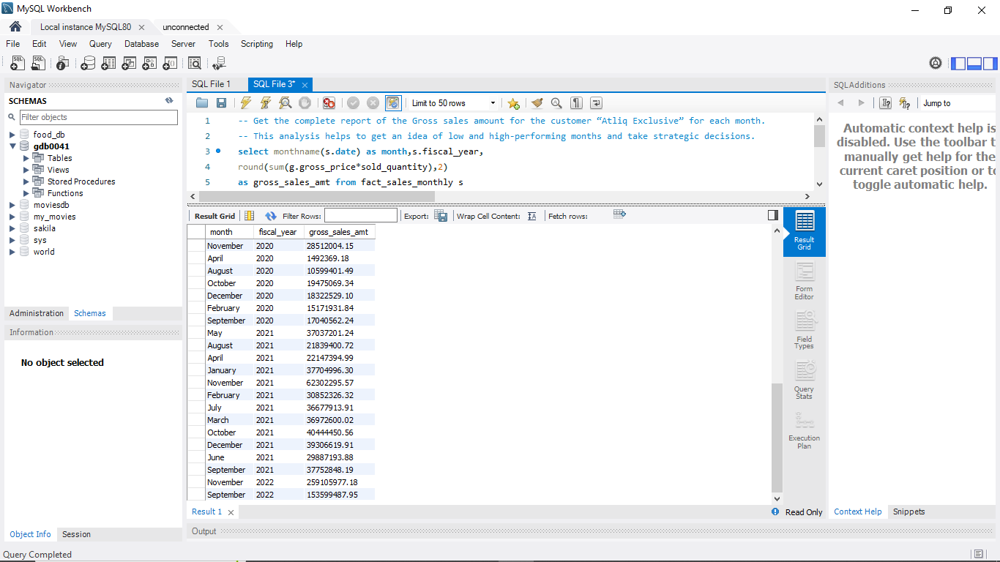 MySQL Workbench
Local instance MySQL80
unconnected
File Edit View Query Database Server Tools Scripting Help
Navigator
SCHEMAS
Filter objects
food_db
gdb0041
Tables
Views
Stored Procedures
Functions
moviesdb
my_movies
sakila
sys
world
Administration Schemas
Information
No object selected
Object Info Session
SQL File 1 SQL File 3*
Limit to 50 rows
1 -- Get the complete report of the Gross sales amount for the customer “Atliq Exclusive” for each month.
2 -- This analysis helps to get an idea of low and high-performing months and take strategic decisions.
3 select monthname(s.date) as month,s.fiscal_year,
4 round(sum(g.gross_price*sold_quantity),2)
5 as gross_sales_amt from fact_sales_monthly s
Result Grid Filter Rows: Export: Wrap Cell Content: Fetch rows:
month fiscal_year gross_sales_amt
November 2020 28512004.15
April 2020 1492369.18
August 2020 10599401.49
October 2020 19475069.34
December 2020 18322529.10
February 2020 15171931.84
September 2020 17040562.24
May 2021 37037201.24
August 2021 21839400.72
April 2021 22147394.99
January 2021 37704996.30
November 2021 62302295.57
February 2021 30852326.32
July 2021 36677913.91
March 2021 36972600.02
October 2021 40444450.56
December 2021 39306619.91
June 2021 29887193.88
September 2021 37752848.19
November 2022 259105977.18
September 2022 153599487.95
Result
Grid
Form
Editor
Field
Types
Query
Stats
Execution
Plan
Result 1
Read Only
Output
SQLAdditions
Jump to
Automatic context help is
disabled. Use the toolbar t
manually get help for the
current caret position or to
toggle automatic help.
Context Help Snippets
Query Completed